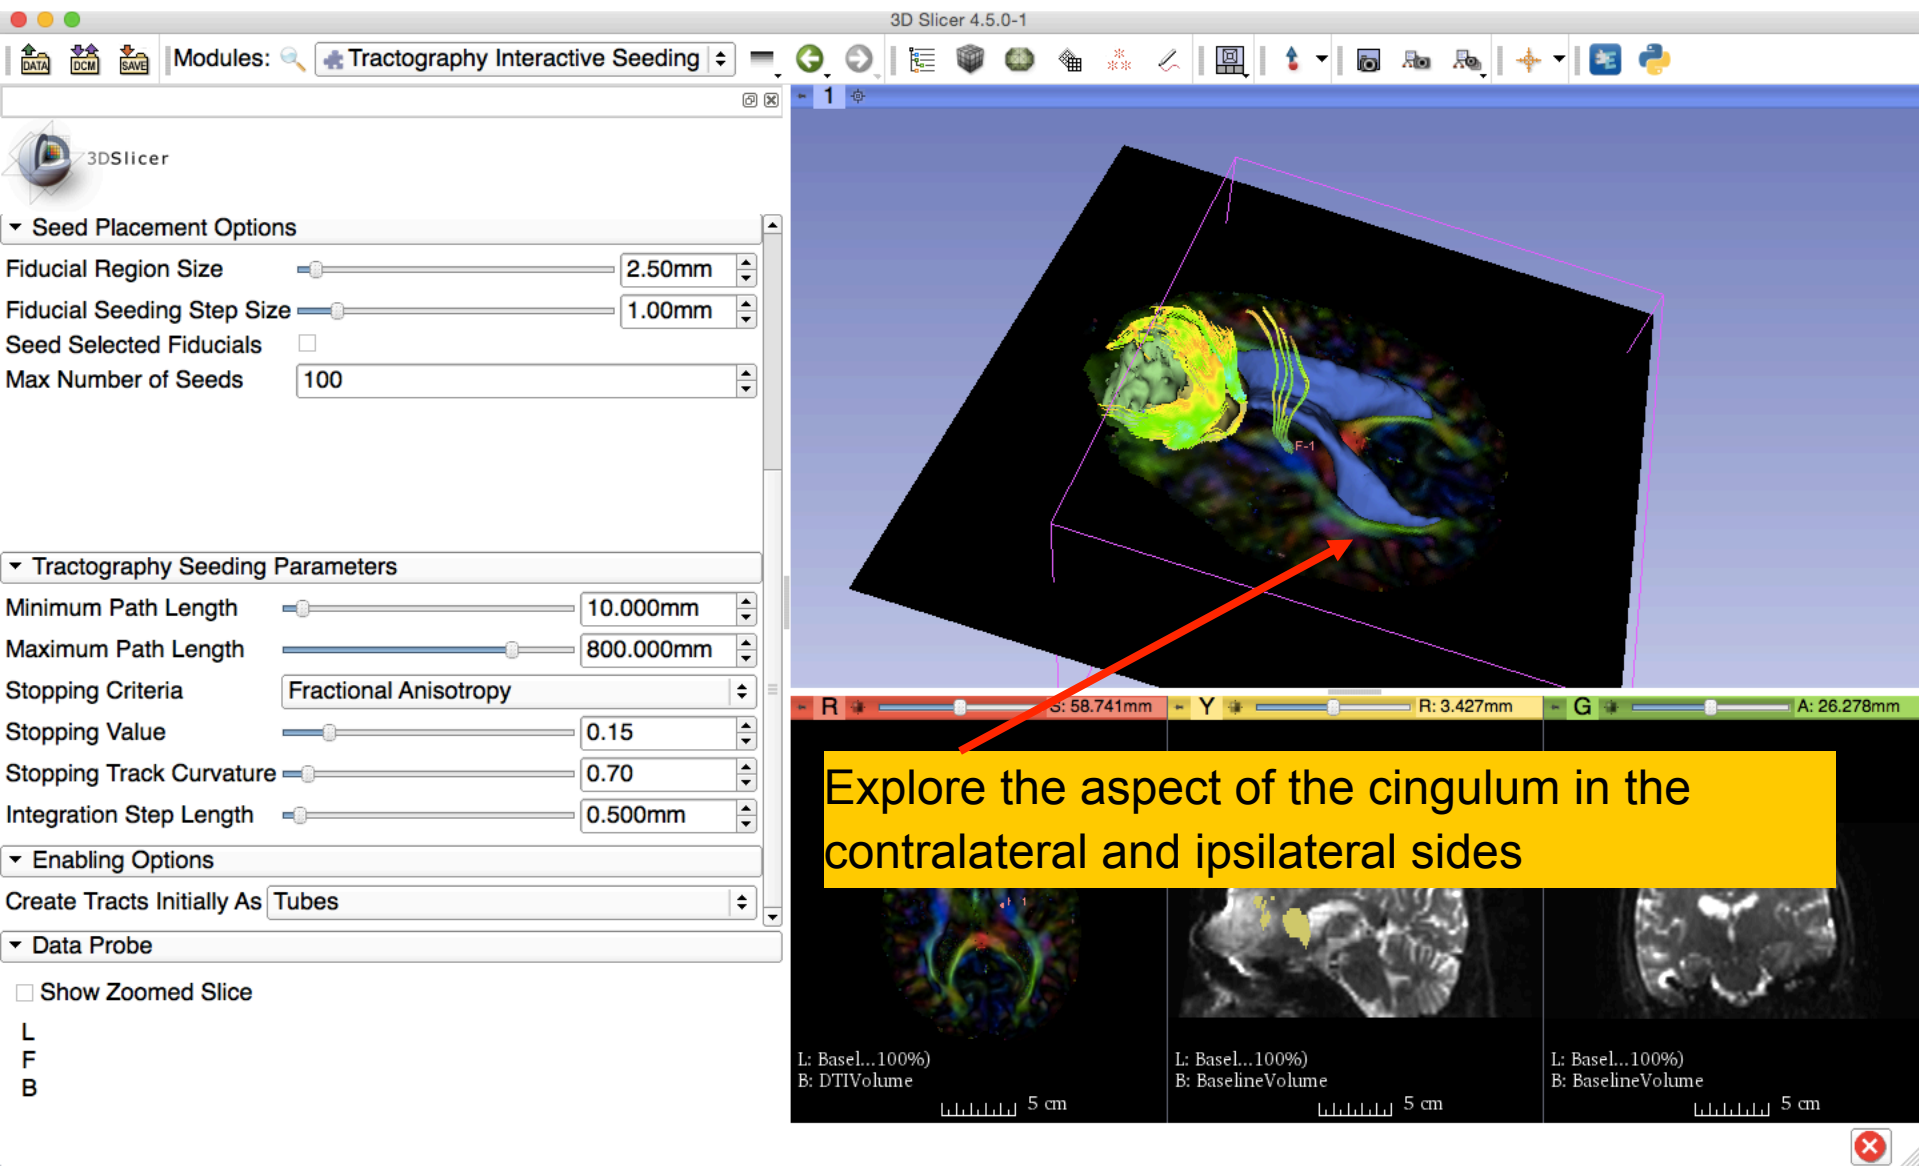 3D Slicer 4.5.0-1
DATA
DCM
SAVE
Modules:
Tractography Interactive Seeding
1
3DSlicer
Seed Placement Options
Fiducial Region Size
2.50mm
Fiducial Seeding Step Size
1.00mm
Seed Selected Fiducials
Max Number of Seeds
100
F-1
Tractography Seeding Parameters
Minimum Path Length
10.000mm
Maximum Path Length
800.000mm
Stopping Criteria
Fractional Anisotropy
Stopping Value
0.15
Stopping Track Curvature
0.70
Integration Step Length
0.500mm
Enabling Options
Create Tracts Initially As
Tubes
Data Probe
Show Zoomed Slice
L
F
B
R
S: 58.741mm
Y
R: 3.427mm
G
A: 26.278mm
Explore the aspect of the cingulum in the
contralateral and ipsilateral sides
L: Basel...100%)
B: DTIVolume
5 cm
L: Basel...100%)
B: BaselineVolume
5 cm
L: Basel...100%)
B: BaselineVolume
5 cm